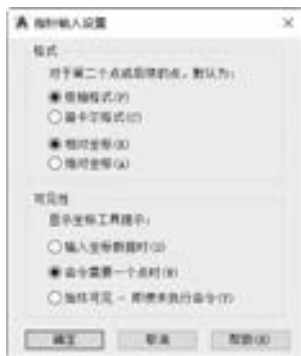 指针输入设置
格式
对于第二个点或后续的点，默认为:
极轴格式(P)
笛卡尔格式(C)
相对坐标(R)
绝对坐标(A)
可见性
显示坐标工具提示:
输入坐标数据时(S)
命令需要一个点时(W)
始终可见 - 即使未执行命令(Y)
确定
取消
帮助(H)